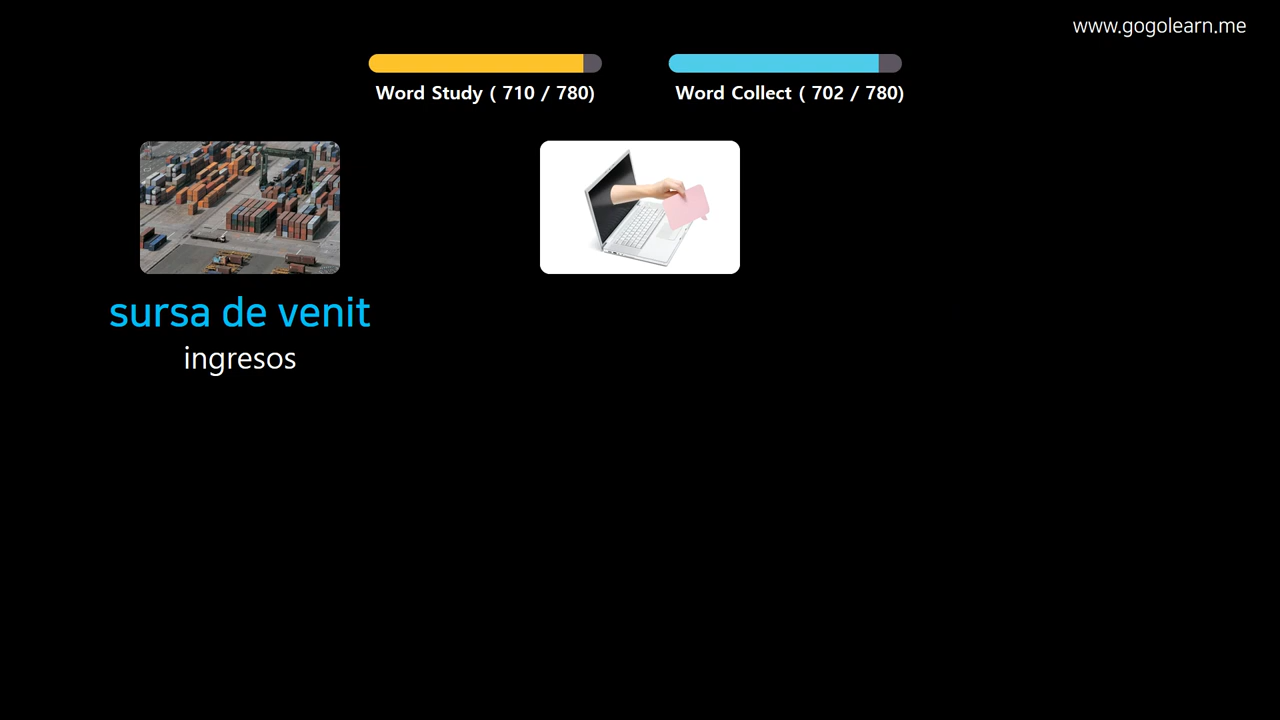 www.gogolearn.me
Word Study ( 710 / 780)
Word Collect ( 702 / 780)
sursa de venit
ingresos